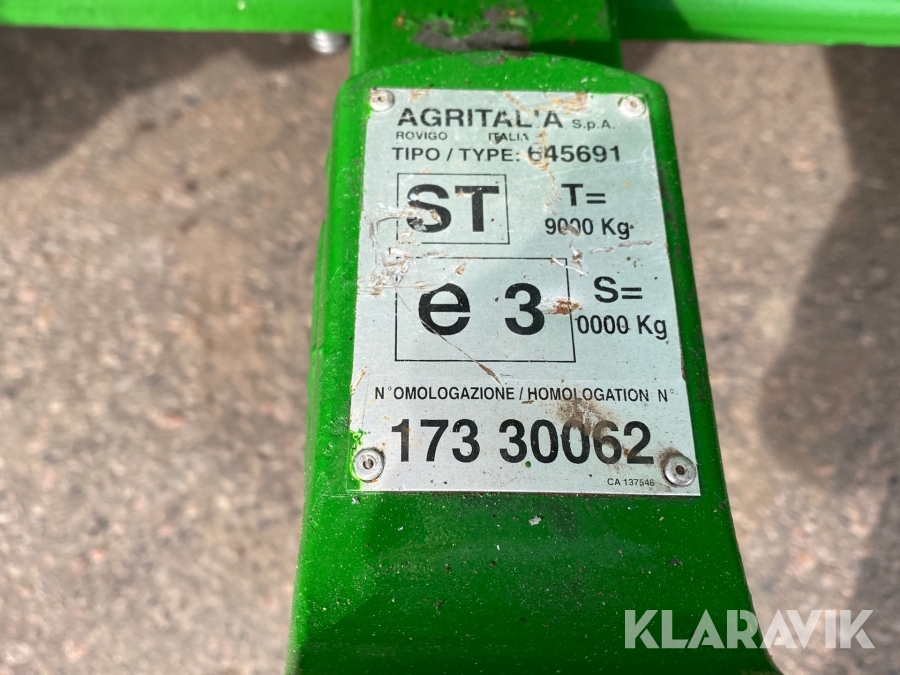 AGRITALIA S.p.A.
ROVIGO ITALIA
TIPO / TYPE: 645691
ST
T=
9000 Kg
e 3
S=
0000 Kg
N° OMOLOGAZIONE / HOMOLOGATION N°
173 30062
CA 137546
KLARAVIK